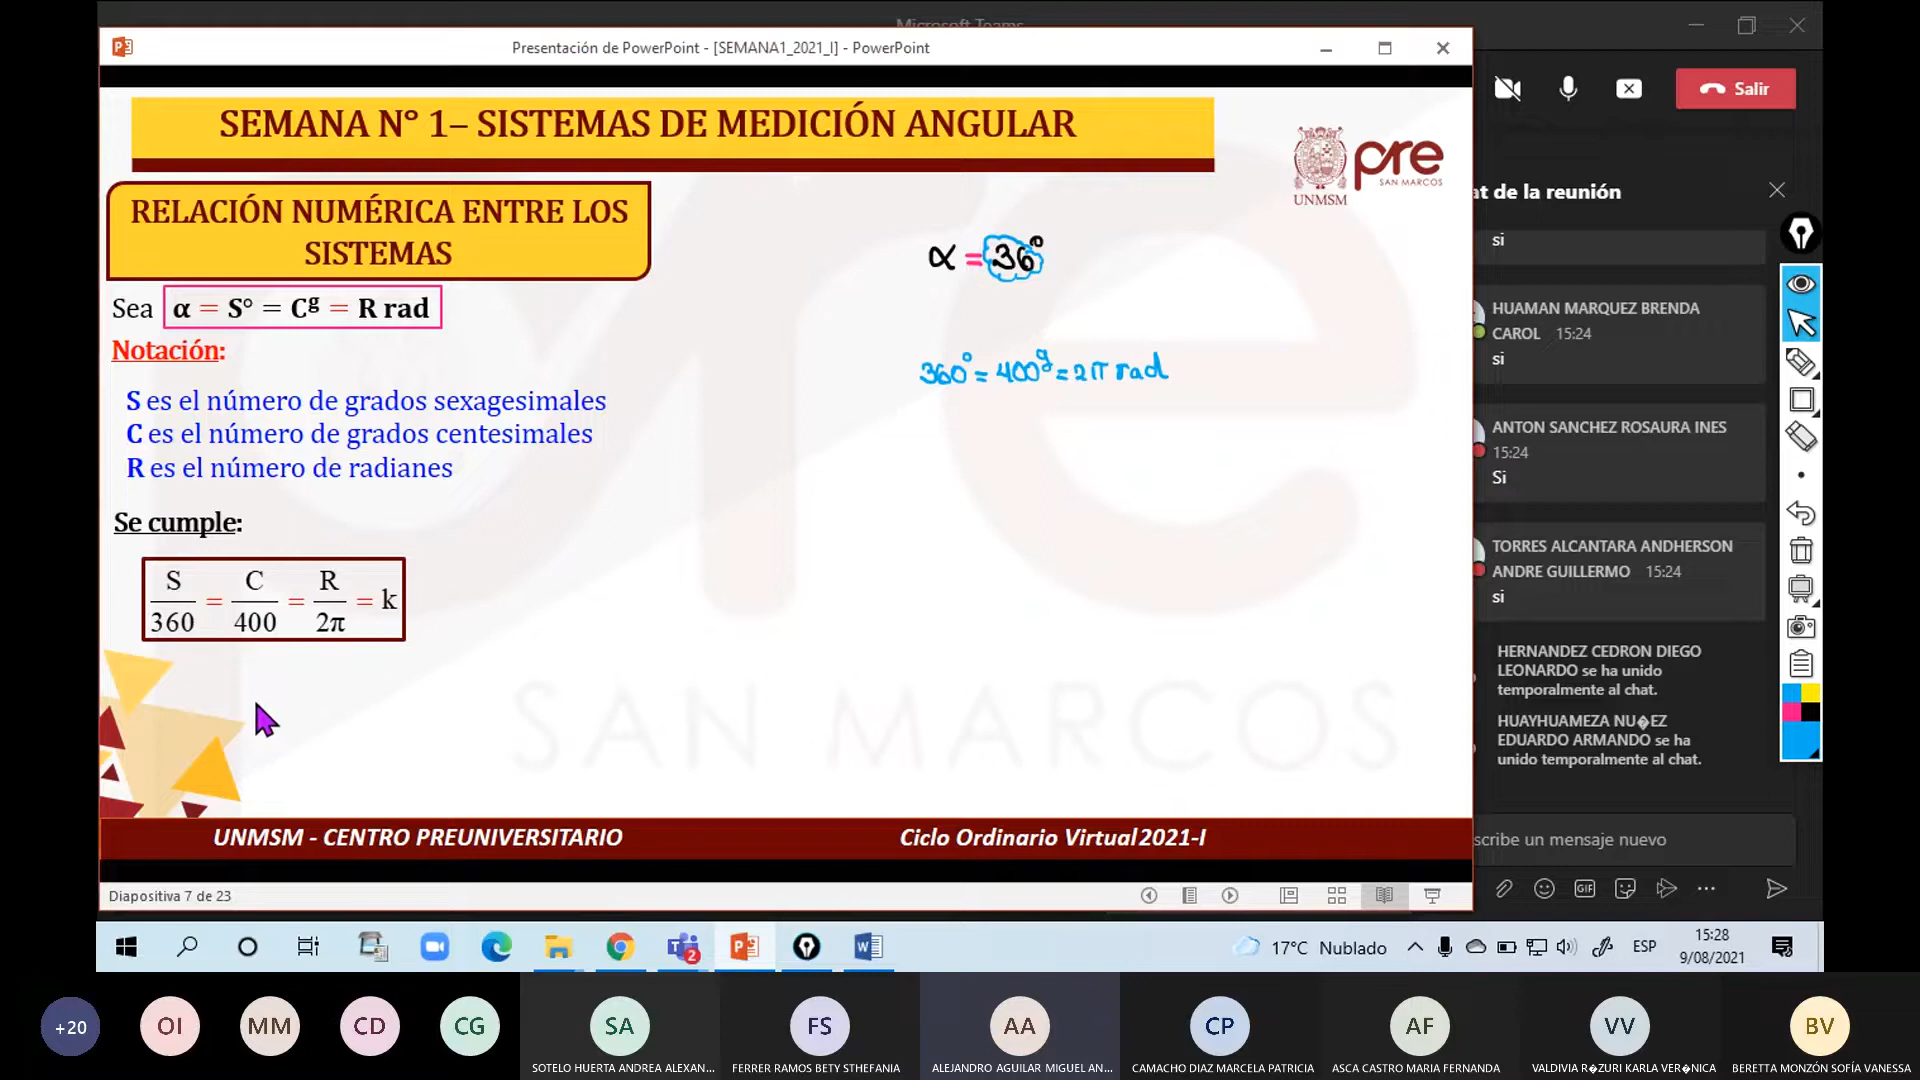 Microsoft Teams
Presentación de PowerPoint - [SEMANA1_2021_I] - PowerPoint
Salir
SEMANA N° 1– SISTEMAS DE MEDICIÓN ANGULAR
UNMSM
pre
SAN MARCOS
RELACIÓN NUMÉRICA ENTRE LOS
SISTEMAS
α = 36°
Sea α = S° = Cᵍ = R rad
Notación:
360° = 400ᵍ = 2π rad
S es el número de grados sexagesimales
C es el número de grados centesimales
R es el número de radianes
Se cumple:
S/360 = C/400 = R/2π = k
SAN MARCOS
UNMSM - CENTRO PREUNIVERSITARIO
Ciclo Ordinario Virtual 2021-I
Diapositiva 7 de 23
at de la reunión
si
HUAMAN MARQUEZ BRENDA
CAROL 15:24
si
ANTON SANCHEZ ROSAURA INES
15:24
Si
TORRES ALCANTARA ANDHERSON
ANDRE GUILLERMO 15:24
si
HERNANDEZ CEDRON DIEGO
LEONARDO se ha unido
temporalmente al chat.
HUAYHUAMEZA NU�EZ
EDUARDO ARMANDO se ha
unido temporalmente al chat.
scribe un mensaje nuevo
GIF
2
17°C Nublado
ESP
15:28
9/08/2021
+20
OI
MM
CD
CG
SA
FS
AA
CP
AF
VV
BV
SOTELO HUERTA ANDREA ALEXAN...
FERRER RAMOS BETY STHEFANIA
ALEJANDRO AGUILAR MIGUEL AN...
CAMACHO DIAZ MARCELA PATRICIA
ASCA CASTRO MARIA FERNANDA
VALDIVIA R�ZURI KARLA VER�NICA
BERETTA MONZÓN SOFÍA VANESSA